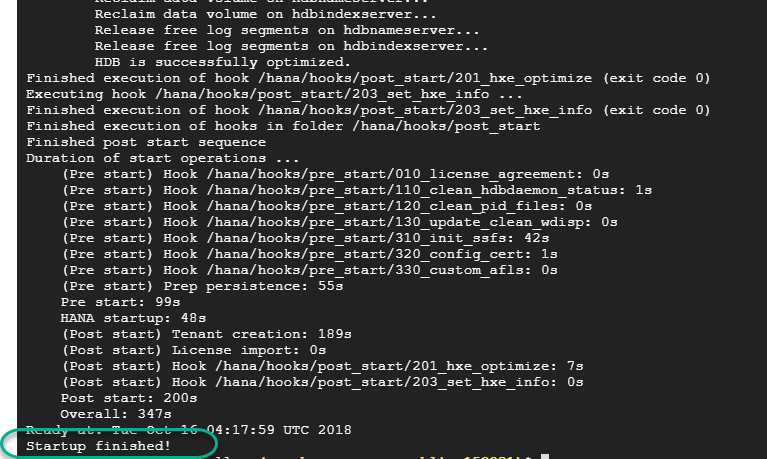 Reclaim data volume on hdbnameserver...
Reclaim data volume on hdbindexserver...
Release free log segments on hdbnameserver...
Release free log segments on hdbindexserver...
HDB is successfully optimized.
Finished execution of hook /hana/hooks/post_start/201_hxe_optimize (exit code 0)
Executing hook /hana/hooks/post_start/203_set_hxe_info ...
Finished execution of hook /hana/hooks/post_start/203_set_hxe_info (exit code 0)
Finished execution of hooks in folder /hana/hooks/post_start
Finished post start sequence
Duration of start operations ...
(Pre start) Hook /hana/hooks/pre_start/010_license_agreement: 0s
(Pre start) Hook /hana/hooks/pre_start/110_clean_hdbdaemon_status: 1s
(Pre start) Hook /hana/hooks/pre_start/120_clean_pid_files: 0s
(Pre start) Hook /hana/hooks/pre_start/130_update_clean_wdisp: 0s
(Pre start) Hook /hana/hooks/pre_start/310_init_ssfs: 42s
(Pre start) Hook /hana/hooks/pre_start/320_config_cert: 1s
(Pre start) Hook /hana/hooks/pre_start/330_custom_afls: 0s
(Pre start) Prep persistence: 55s
Pre start: 99s
HANA startup: 48s
(Post start) Tenant creation: 189s
(Post start) License import: 0s
(Post start) Hook /hana/hooks/post_start/201_hxe_optimize: 7s
(Post start) Hook /hana/hooks/post_start/203_set_hxe_info: 0s
Post start: 200s
Overall: 347s
Ready at: Tue Oct 16 04:17:59 UTC 2018
Startup finished!